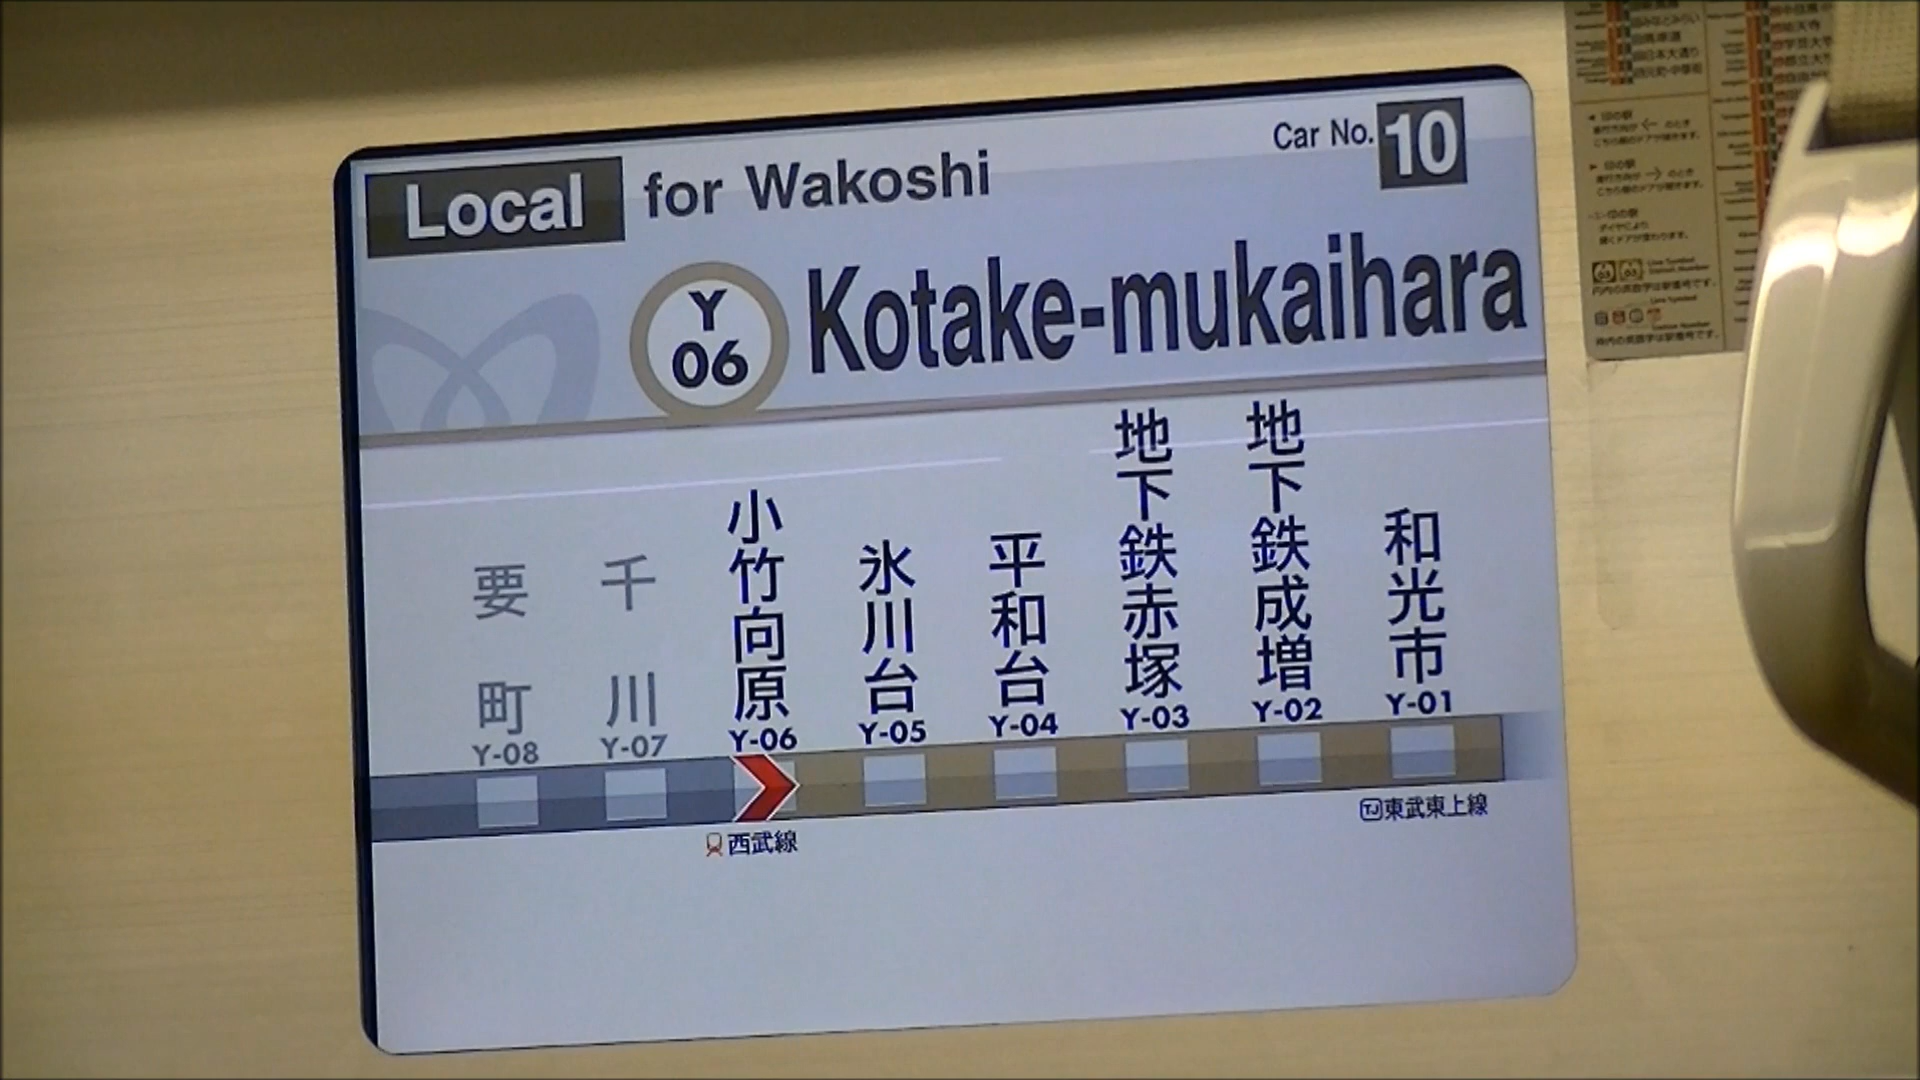 Local for Wakoshi Car No. 10
Y 06 Kotake-mukaihara
要町
Y-08
千川
Y-07
小竹向原
Y-06
氷川台
Y-05
平和台
Y-04
地下鉄赤塚
Y-03
地下鉄成増
Y-02
和光市
Y-01
西武線
TJ 東武東上線